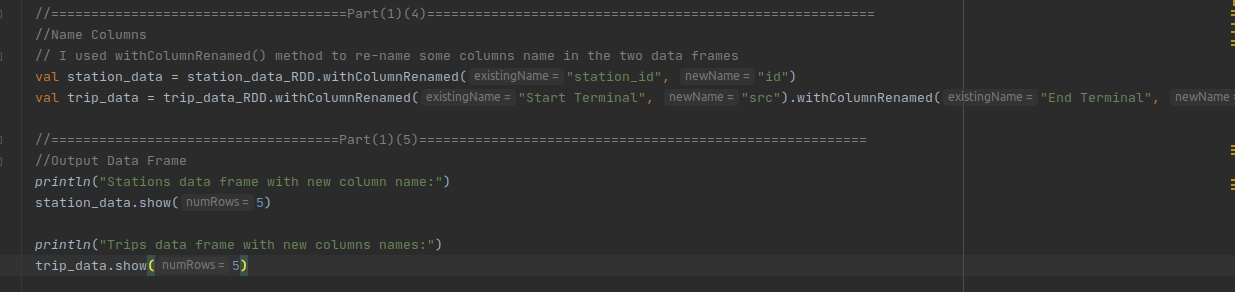 //=====================================Part(1)(4)========================================================
//Name Columns
// I used withColumnRenamed() method to re-name some columns name in the two data frames
val station_data = station_data_RDD.withColumnRenamed( existingName = "station_id", newName = "id")
val trip_data = trip_data_RDD.withColumnRenamed( existingName = "Start Terminal", newName = "src").withColumnRenamed( existingName = "End Terminal", newName =
//====================================Part(1)(5)========================================================
//Output Data Frame
println("Stations data frame with new column name:")
station_data.show( numRows = 5)
println("Trips data frame with new columns names:")
trip_data.show( numRows = 5)